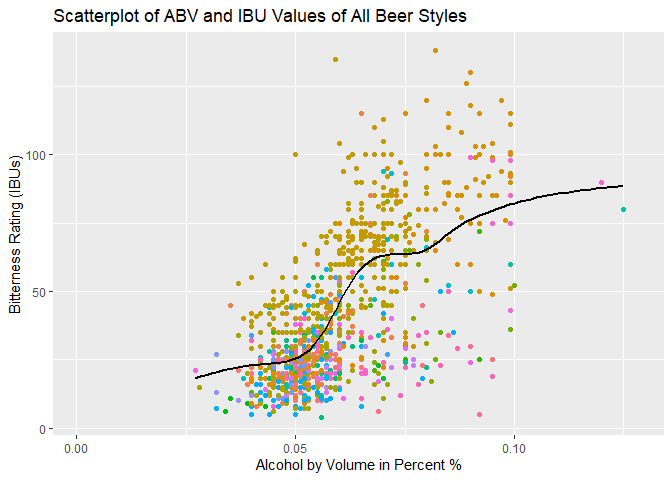 Scatterplot of ABV and IBU Values of All Beer Styles
Bitterness Rating (IBUs)
100
50
0
0.00
0.05
0.10
Alcohol by Volume in Percent %